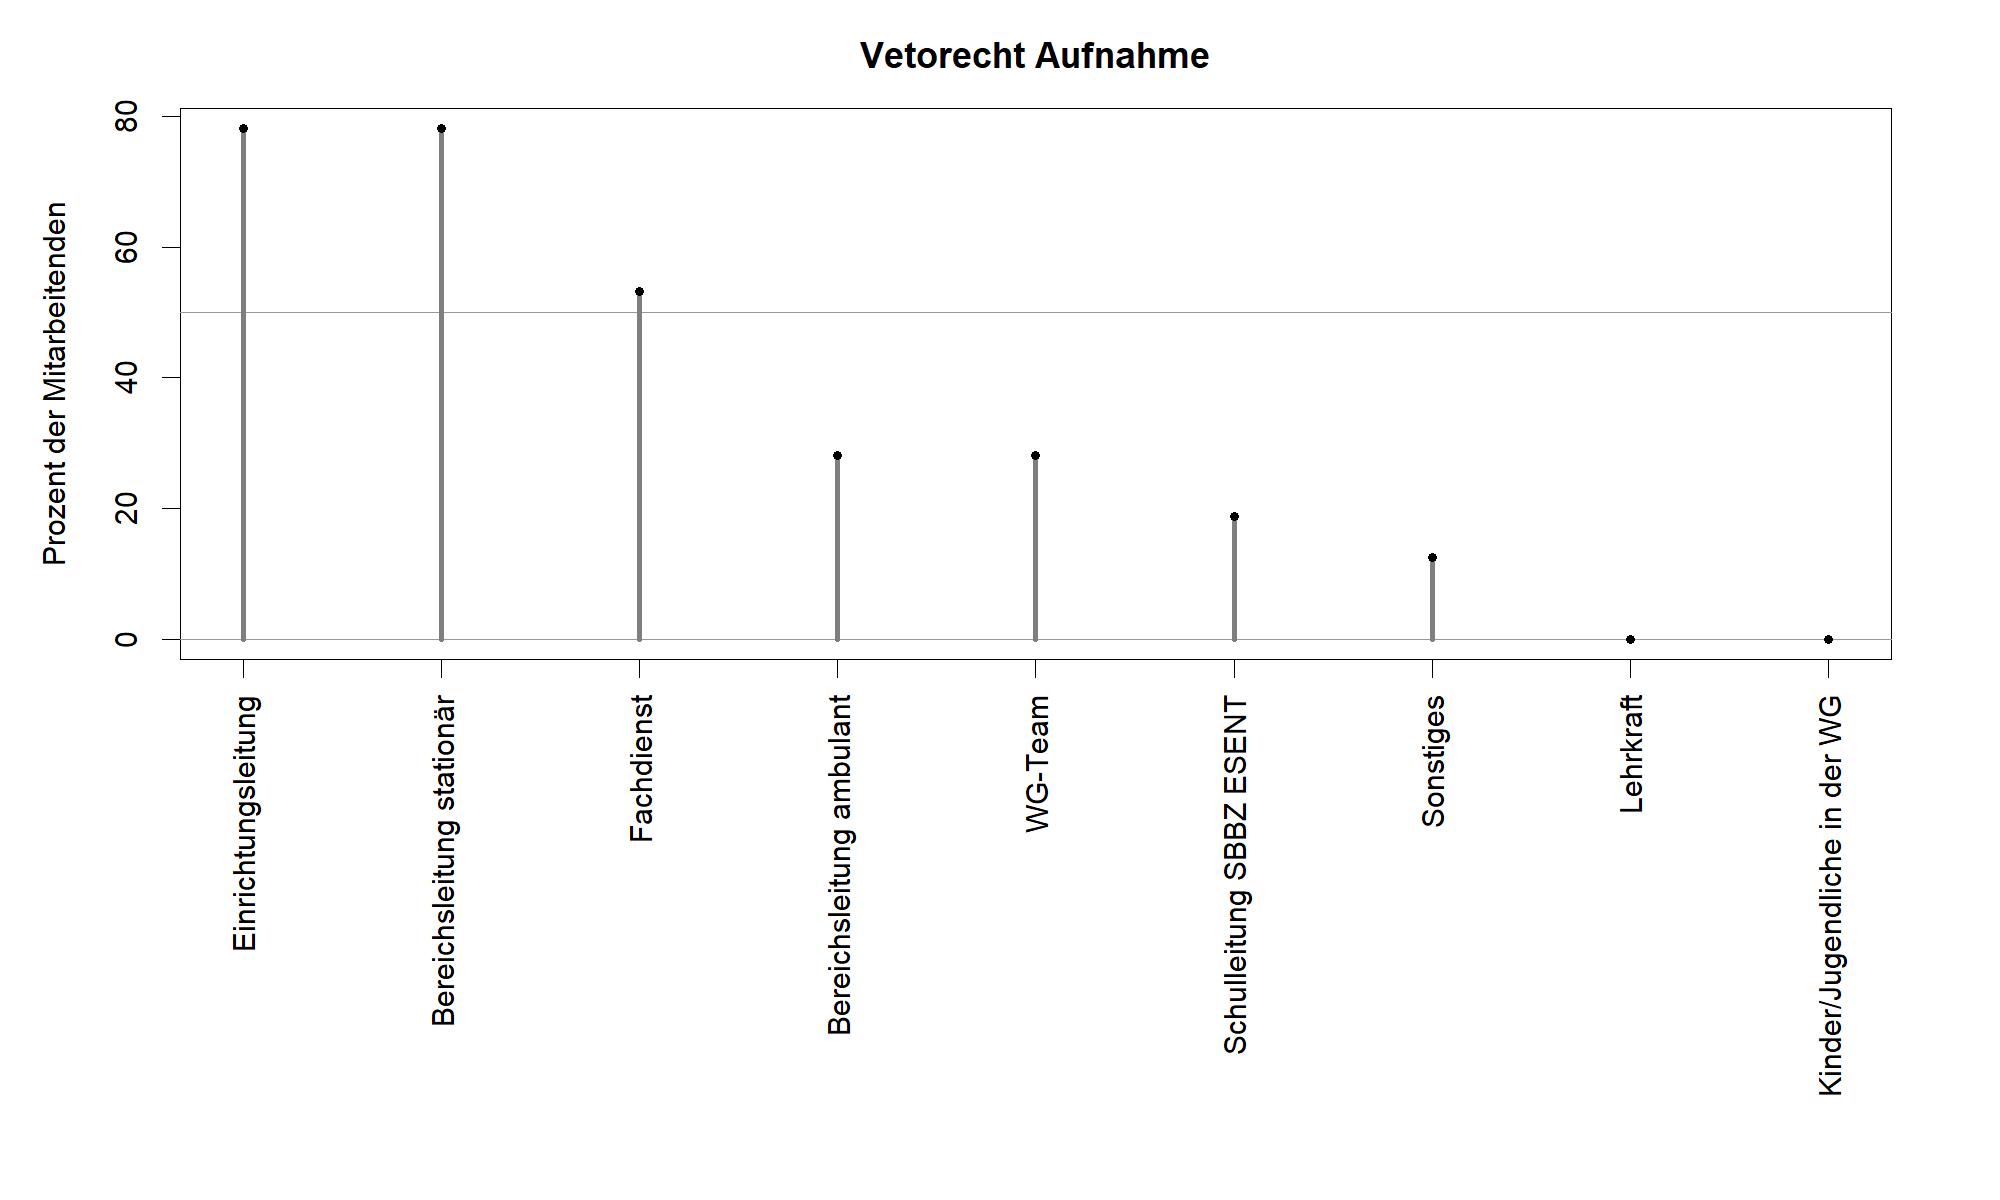 Vetorecht Aufnahme
Prozent der Mitarbeitenden
80
60
40
20
0
Einrichtungsleitung
Bereichsleitung stationär
Fachdienst
Bereichsleitung ambulant
WG-Team
Schulleitung SBBZ ESENT
Sonstiges
Lehrkraft
Kinder/Jugendliche in der WG